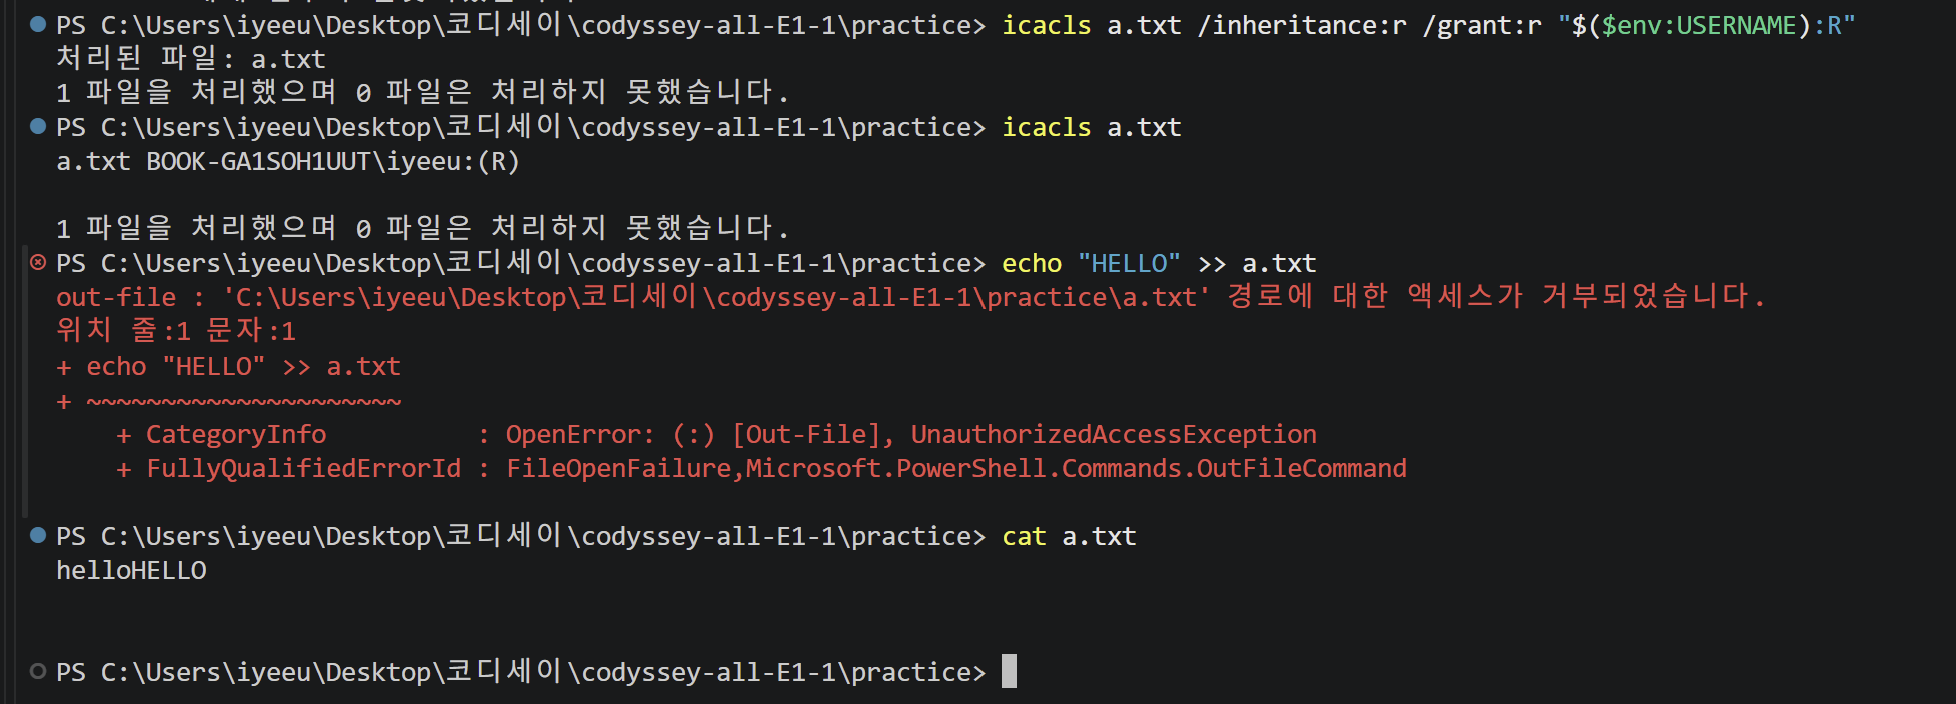 PS C:\Users\iyeeu\Desktop\코디세이\codyssey-all-E1-1\practice> icacls a.txt /inheritance:r /grant:r "$($env:USERNAME):R"
처리된 파일: a.txt
1 파일을 처리했으며 0 파일은 처리하지 못했습니다.
PS C:\Users\iyeeu\Desktop\코디세이\codyssey-all-E1-1\practice> icacls a.txt
a.txt BOOK-GA1SOH1UUT\iyeeu:(R)
1 파일을 처리했으며 0 파일은 처리하지 못했습니다.
PS C:\Users\iyeeu\Desktop\코디세이\codyssey-all-E1-1\practice> echo "HELLO" >> a.txt
out-file : 'C:\Users\iyeeu\Desktop\코디세이\codyssey-all-E1-1\practice\a.txt' 경로에 대한 액세스가 거부되었습니다.
위치 줄:1 문자:1
+ echo "HELLO" >> a.txt
+ ~~~~~~~~~~~~~~~~~~~~~
+ CategoryInfo          : OpenError: (:) [Out-File], UnauthorizedAccessException
+ FullyQualifiedErrorId : FileOpenFailure,Microsoft.PowerShell.Commands.OutFileCommand
PS C:\Users\iyeeu\Desktop\코디세이\codyssey-all-E1-1\practice> cat a.txt
helloHELLO
PS C:\Users\iyeeu\Desktop\코디세이\codyssey-all-E1-1\practice>